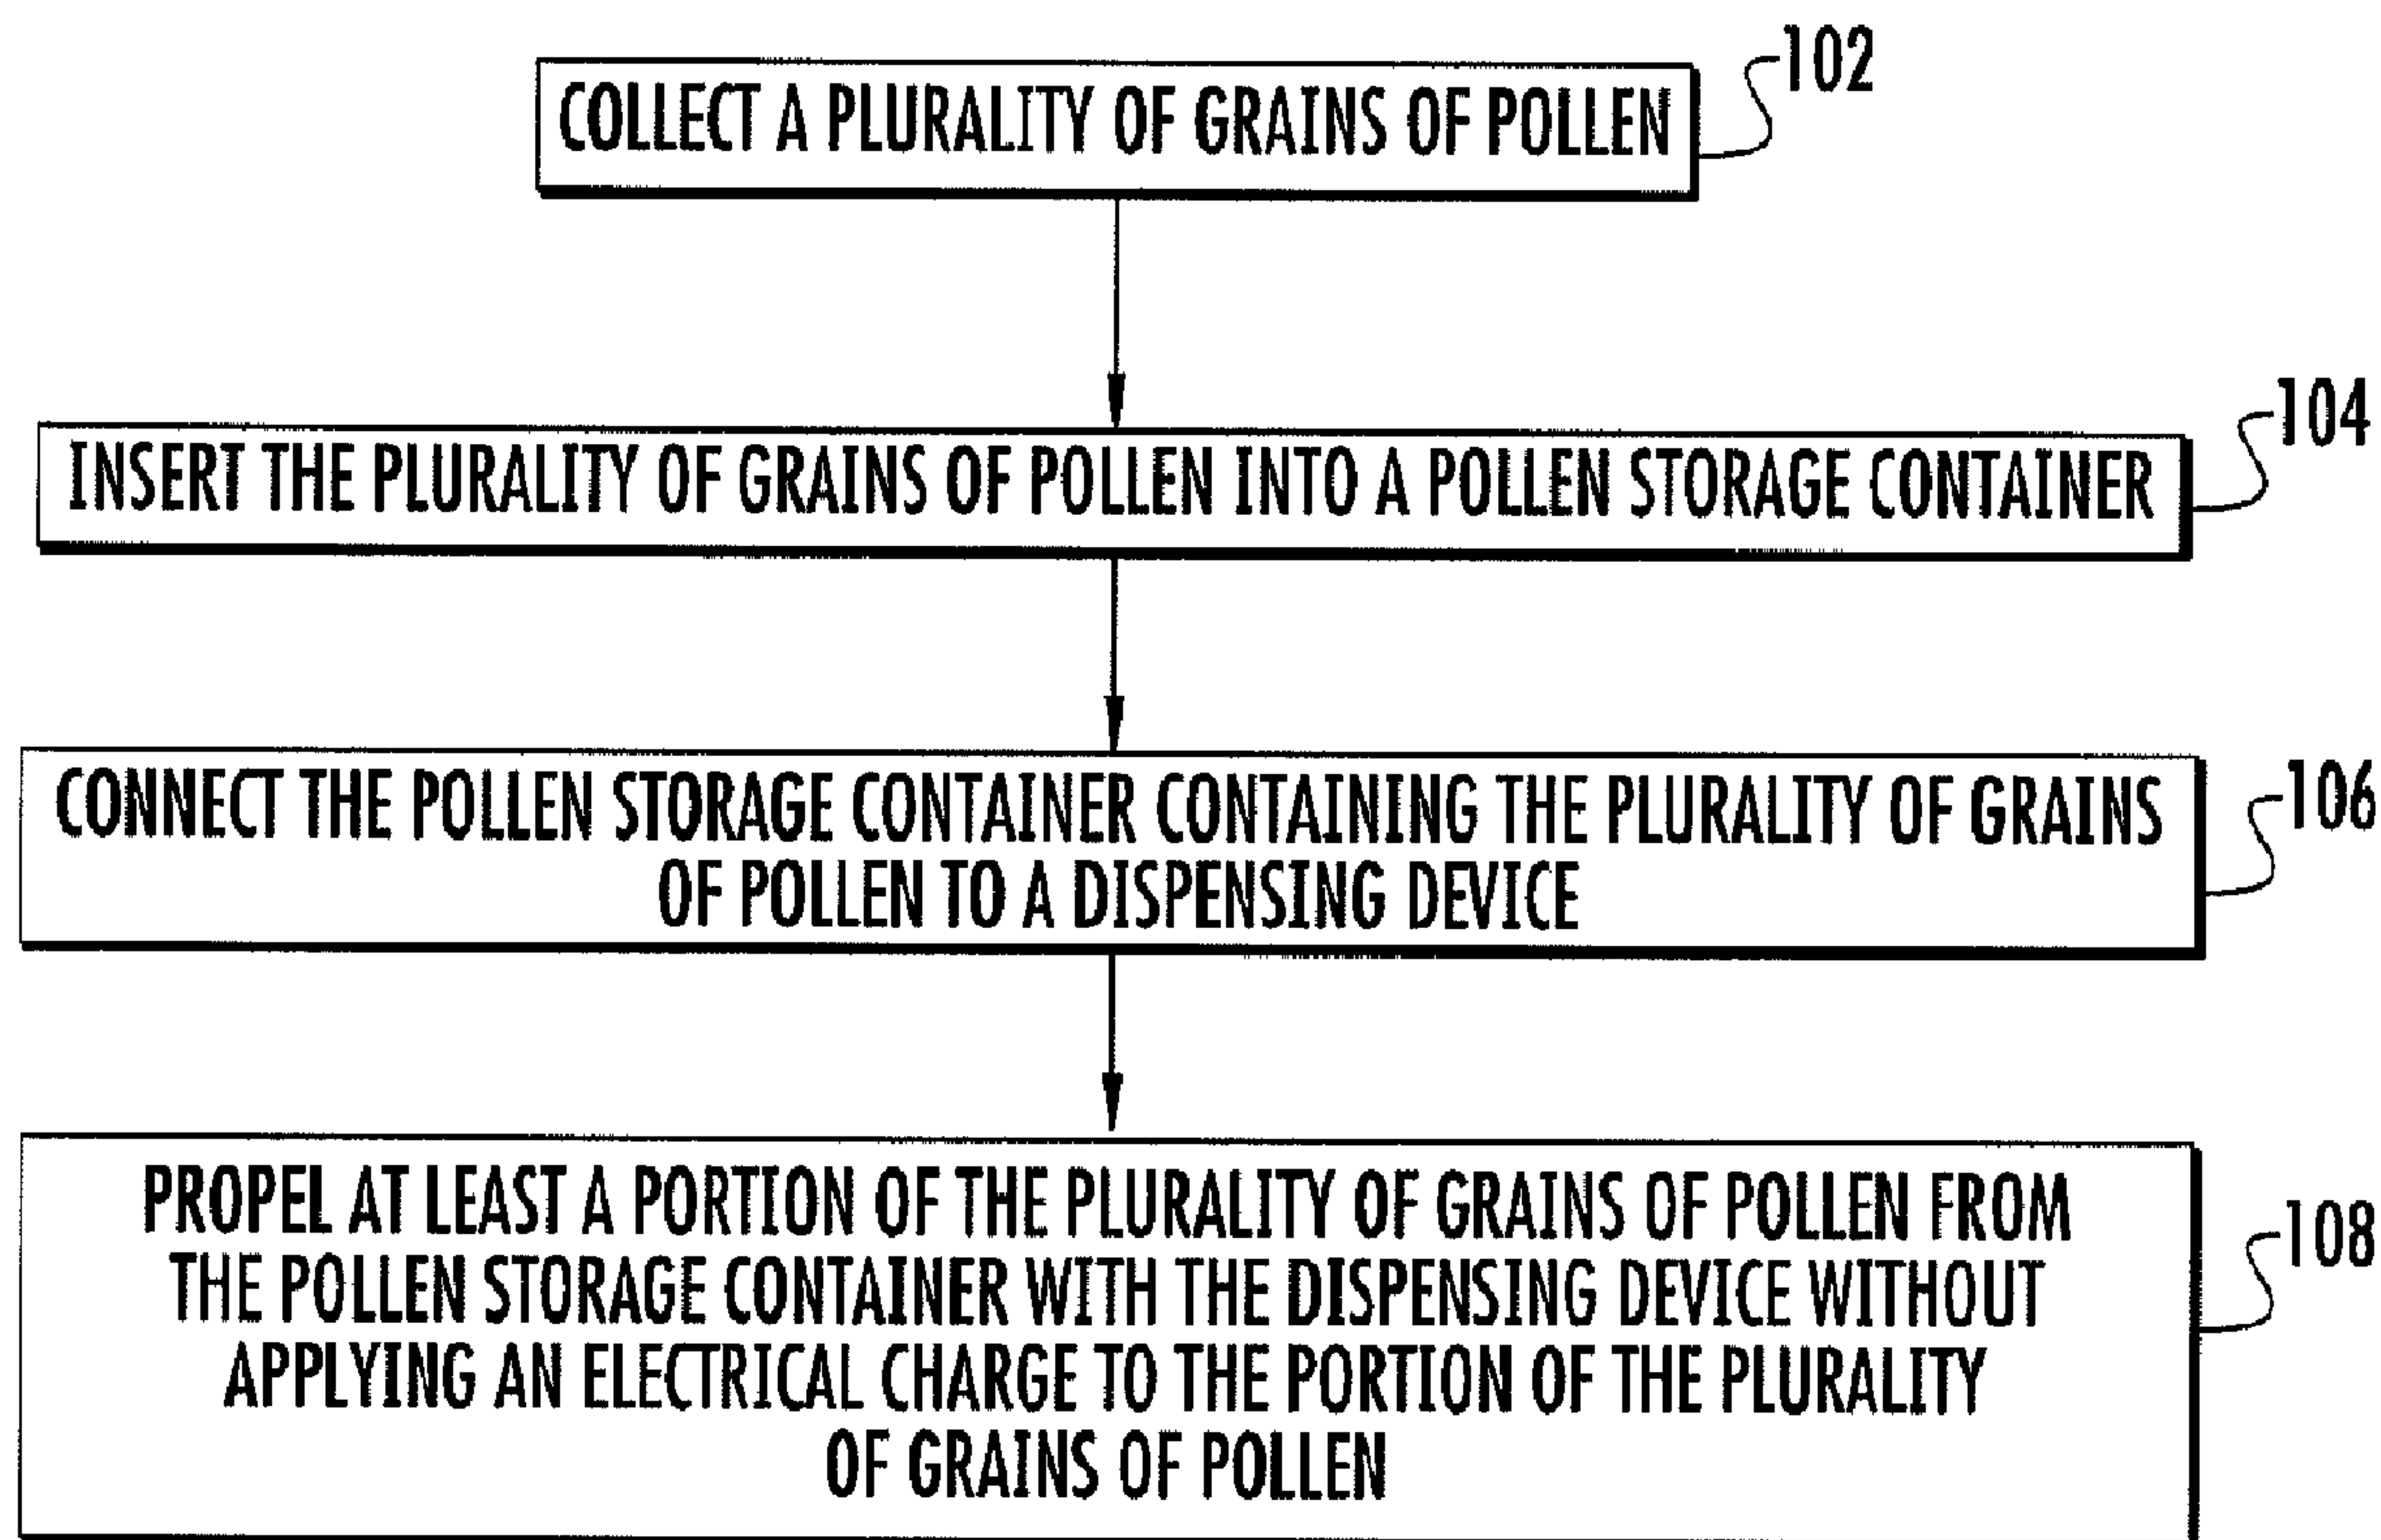 102
COLLECT A PLURALITY OF GRAINS OF POLLEN
104
INSERT THE PLURALITY OF GRAINS OF POLLEN INTO A POLLEN STORAGE CONTAINER
106
CONNECT THE POLLEN STORAGE CONTAINER CONTAINING THE PLURALITY OF GRAINS
OF POLLEN TO A DISPENSING DEVICE
108
PROPEL AT LEAST A PORTION OF THE PLURALITY OF GRAINS OF POLLEN FROM
THE POLLEN STORAGE CONTAINER WITH THE DISPENSING DEVICE WITHOUT
APPLYING AN ELECTRICAL CHARGE TO THE PORTION OF THE PLURALITY
OF GRAINS OF POLLEN